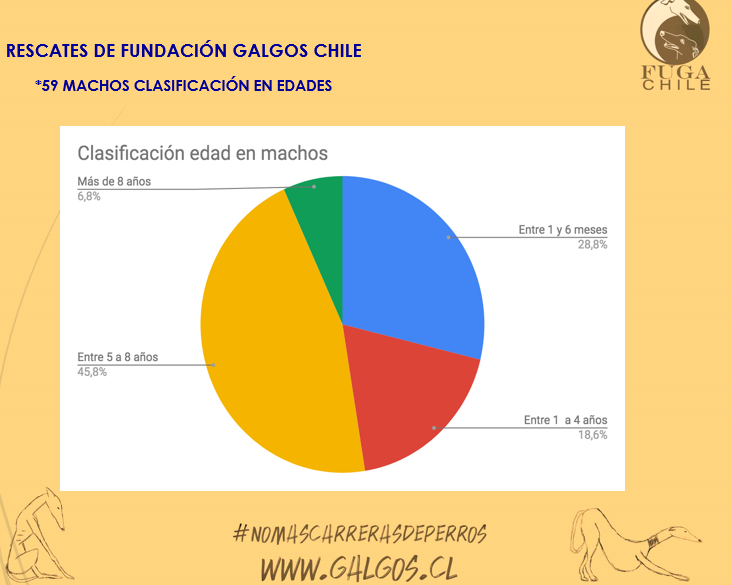 RESCATES DE FUNDACIÓN GALGOS CHILE
*59 MACHOS CLASIFICACIÓN EN EDADES
FUGA
CHILE
Clasificación edad en machos
Más de 8 años
6,8%
Entre 1 y 6 meses
28,8%
Entre 5 a 8 años
45,8%
Entre 1  a 4 años
18,6%
#NOMASCARRERASDEPERROS
WWW.GALGOS.CL